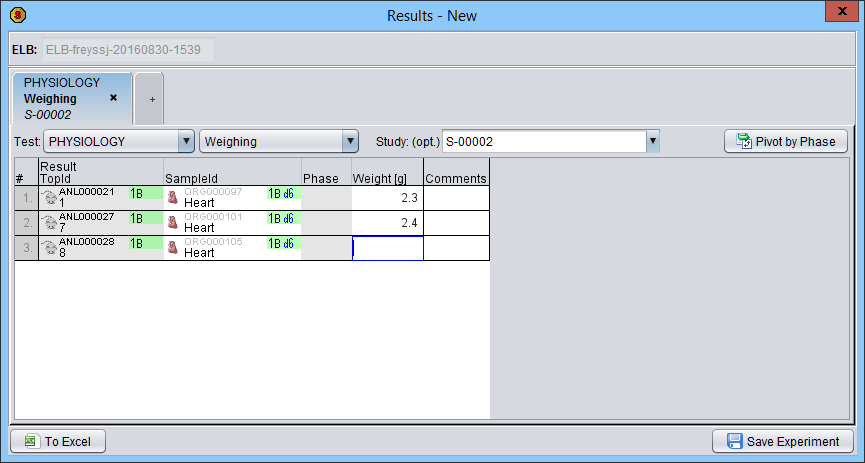 Results - New
x
ELB: ELB-freyssj-20160830-1539
PHYSIOLOGY
Weighing ×
S-00002
+
Test: PHYSIOLOGY Weighing Study: (opt.) S-00002 Pivot by Phase
Result
# TopId SampleId Phase Weight [g] Comments
1. ANL000021 1B ORG000097 1B d6 2.3
1 Heart
2. ANL000027 1B ORG000101 1B d6 2.4
7 Heart
3. ANL000028 1B ORG000105 1B d6
8 Heart
To Excel Save Experiment